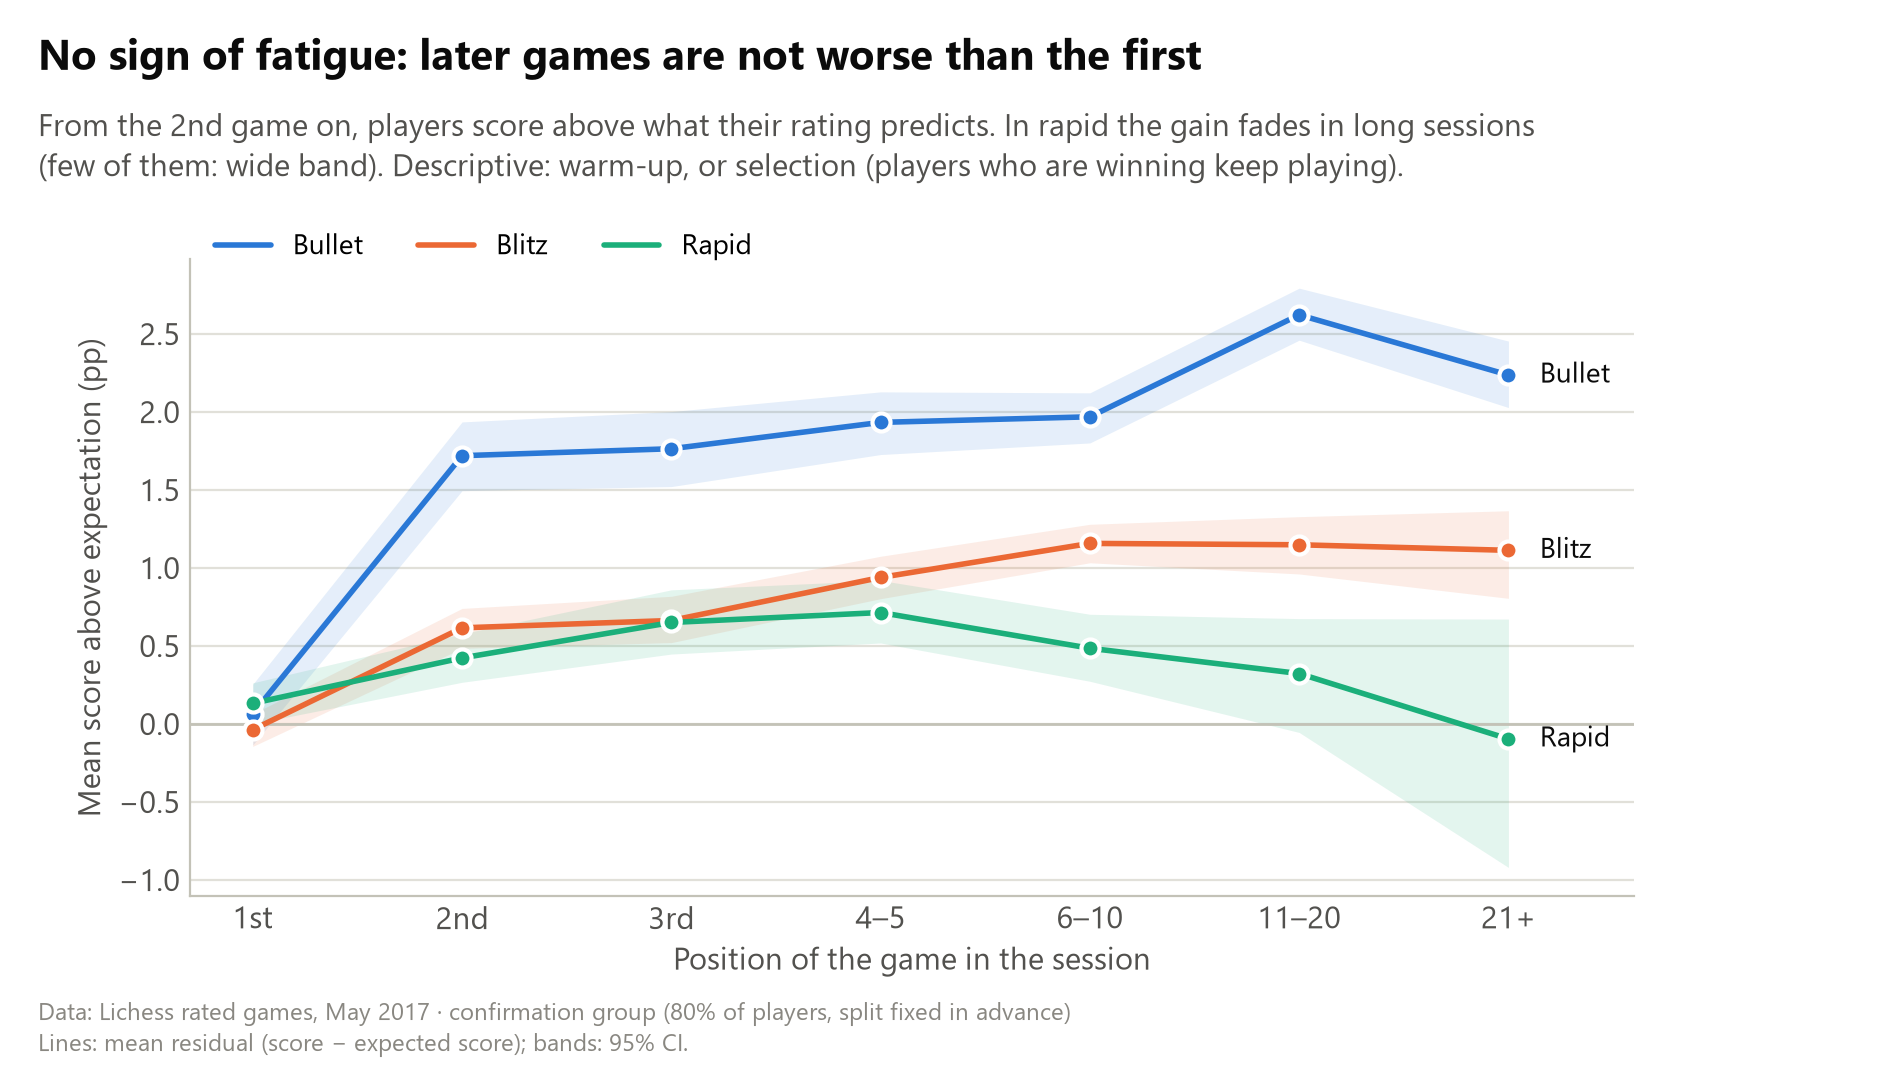 No sign of fatigue: later games are not worse than the first
From the 2nd game on, players score above what their rating predicts. In rapid the gain fades in long sessions
(few of them: wide band). Descriptive: warm-up, or selection (players who are winning keep playing).
Bullet Blitz Rapid
Mean score above expectation (pp)
2.5
2.0
1.5
1.0
0.5
0.0
−0.5
−1.0
Bullet
Blitz
Rapid
1st 2nd 3rd 4–5 6–10 11–20 21+
Position of the game in the session
Data: Lichess rated games, May 2017 · confirmation group (80% of players, split fixed in advance)
Lines: mean residual (score − expected score); bands: 95% CI.